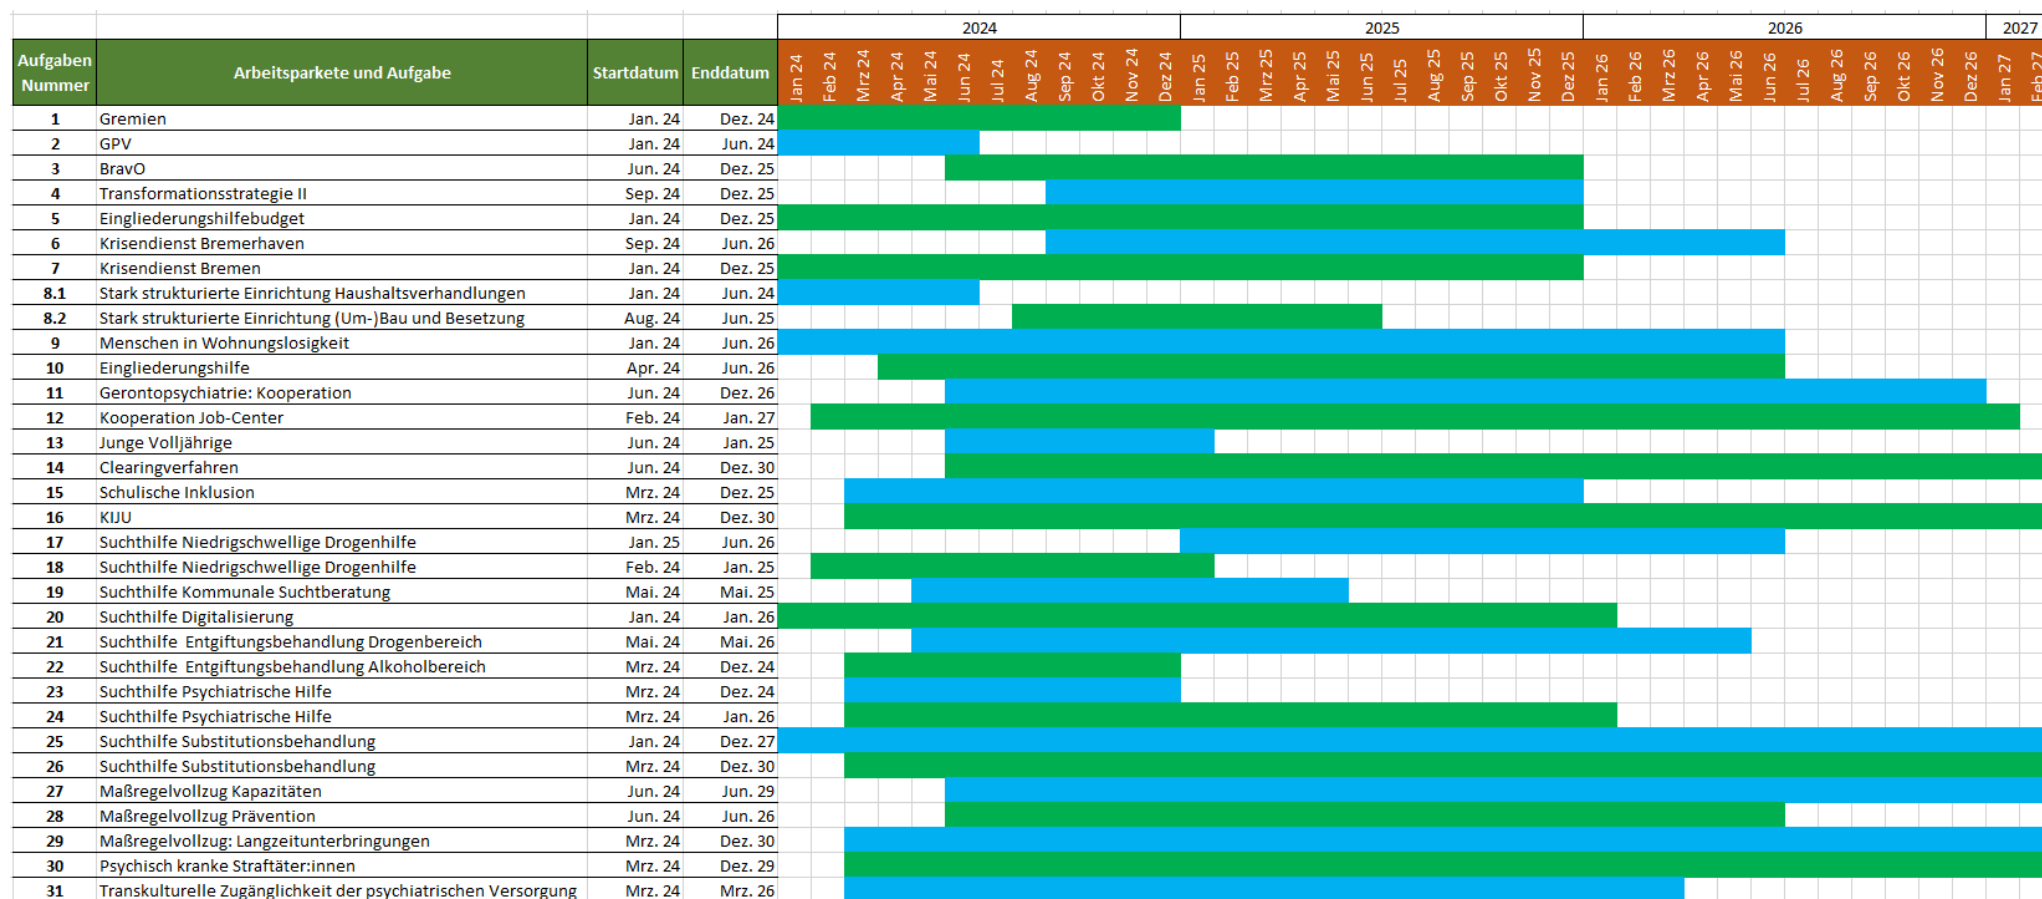 2024 2025 2026 2027
Aufgaben Nummer Arbeitsparkete und Aufgabe Startdatum Enddatum Jan 24 Feb 24 Mrz 24 Apr 24 Mai 24 Jun 24 Jul 24 Aug 24 Sep 24 Okt 24 Nov 24 Dez 24 Jan 25 Feb 25 Mrz 25 Apr 25 Mai 25 Jun 25 Jul 25 Aug 25 Sep 25 Okt 25 Nov 25 Dez 25 Jan 26 Feb 26 Mrz 26 Apr 26 Mai 26 Jun 26 Jul 26 Aug 26 Sep 26 Okt 26 Nov 26 Dez 26 Jan 27 Feb 27
1 Gremien Jan. 24 Dez. 24
2 GPV Jan. 24 Jun. 24
3 BravO Jun. 24 Dez. 25
4 Transformationsstrategie II Sep. 24 Dez. 25
5 Eingliederungshilfebudget Jan. 24 Dez. 25
6 Krisendienst Bremerhaven Sep. 24 Jun. 26
7 Krisendienst Bremen Jan. 24 Dez. 25
8.1 Stark strukturierte Einrichtung Haushaltsverhandlungen Jan. 24 Jun. 24
8.2 Stark strukturierte Einrichtung (Um-)Bau und Besetzung Aug. 24 Jun. 25
9 Menschen in Wohnungslosigkeit Jan. 24 Jun. 26
10 Eingliederungshilfe Apr. 24 Jun. 26
11 Gerontopsychiatrie: Kooperation Jun. 24 Dez. 26
12 Kooperation Job-Center Feb. 24 Jan. 27
13 Junge Volljährige Jun. 24 Jan. 25
14 Clearingverfahren Jun. 24 Dez. 30
15 Schulische Inklusion Mrz. 24 Dez. 25
16 KIJU Mrz. 24 Dez. 30
17 Suchthilfe Niedrigschwellige Drogenhilfe Jan. 25 Jun. 26
18 Suchthilfe Niedrigschwellige Drogenhilfe Feb. 24 Jan. 25
19 Suchthilfe Kommunale Suchtberatung Mai. 24 Mai. 25
20 Suchthilfe Digitalisierung Jan. 24 Jan. 26
21 Suchthilfe Entgiftungsbehandlung Drogenbereich Mai. 24 Mai. 26
22 Suchthilfe Entgiftungsbehandlung Alkoholbereich Mrz. 24 Dez. 24
23 Suchthilfe Psychiatrische Hilfe Mrz. 24 Dez. 24
24 Suchthilfe Psychiatrische Hilfe Mrz. 24 Jan. 26
25 Suchthilfe Substitutionsbehandlung Jan. 24 Dez. 27
26 Suchthilfe Substitutionsbehandlung Mrz. 24 Dez. 30
27 Maßregelvollzug Kapazitäten Jun. 24 Jun. 29
28 Maßregelvollzug Prävention Jun. 24 Jun. 26
29 Maßregelvollzug: Langzeitunterbringungen Mrz. 24 Dez. 30
30 Psychisch kranke Straftäter:innen Mrz. 24 Dez. 29
31 Transkulturelle Zugänglichkeit der psychiatrischen Versorgung Mrz. 24 Mrz. 26